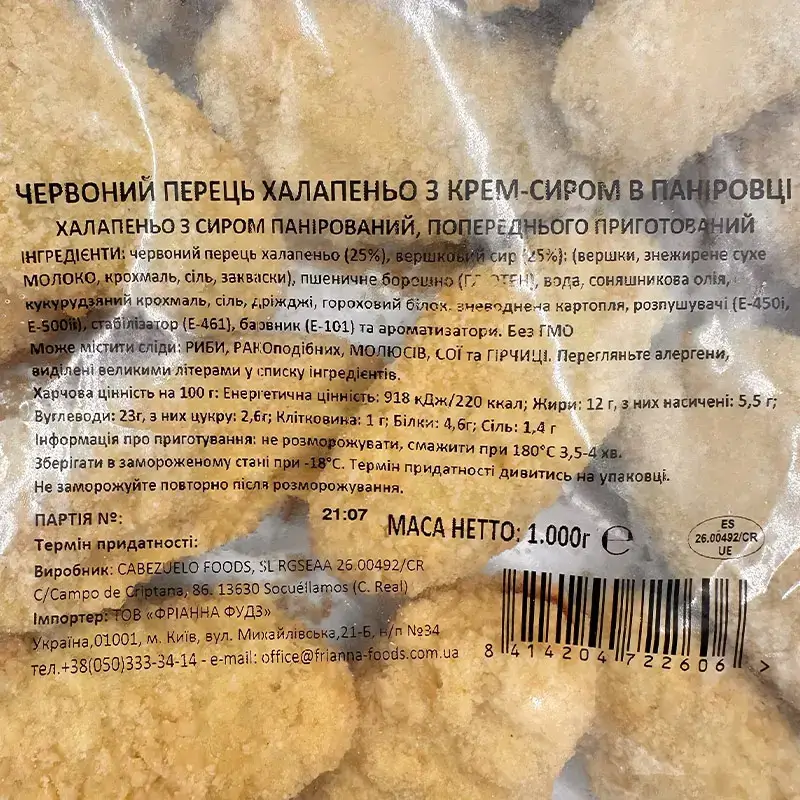 ЧЕРВОНИЙ ПЕРЕЦЬ ХАЛАПЕНЬО З КРЕМ-СИРОМ В ПАНІРОВЦІ
ХАЛАПЕНЬО З СИРОМ ПАНІРОВАНИЙ, ПОПЕРЕДНЬОГО ПРИГОТОВАНИЙ
ІНГРЕДІЄНТИ: червоний перець халапеньо (25%), вершковий сир (25%): (вершки, знежирене сухе
МОЛОКО, крохмаль, сіль, закваски), пшеничне борошно (ГЛЮТЕН), вода, соняшникова олія,
кукурудзяний крохмаль, сіль, дріжджі, гороховий білок, зневоднена картопля, розпушувачі (Е-450і,
Е-500іі), стабілізатор (Е-461), барвник (Е-101) та ароматизатори. Без ГМО
Може містити сліди: РИБИ, РАКОподібних, МОЛЮСІВ, СОЇ та ГІРЧИЦІ. Перегляньте алергени,
виділені великими літерами у списку інгредієнтів.
Харчова цінність на 100 г: Енергетична цінність: 918 кДж/220 ккал; Жири: 12 г, з них насичені: 5,5 г;
Вуглеводи: 23г, з них цукру: 2,6г; Клітковина: 1 г; Білки: 4,6г; Сіль: 1,4 г
Інформація про приготування: не розморожувати, смажити при 180°С 3,5-4 хв.
Зберігати в замороженому стані при -18°С. Термін придатності дивитись на упаковці.
Не заморожуйте повторно після розморожування.
ПАРТІЯ №: 21:07
МАСА НЕТТО: 1.000г ℮
ES
26.00492/CR
UE
Термін придатності:
Виробник: CABEZUELO FOODS, SL RGSEAA 26.00492/CR
C/Campo de Criptana, 86. 13630 Socuéllamos (C. Real)
Імпортер: ТОВ «ФРІАННА ФУДЗ»
Україна,01001, м. Київ, вул. Михайлівська,21-Б, н/п №34
тел.+38(050)333-34-14 - e-mail: office@frianna-foods.com.ua
8 414204 722606 >